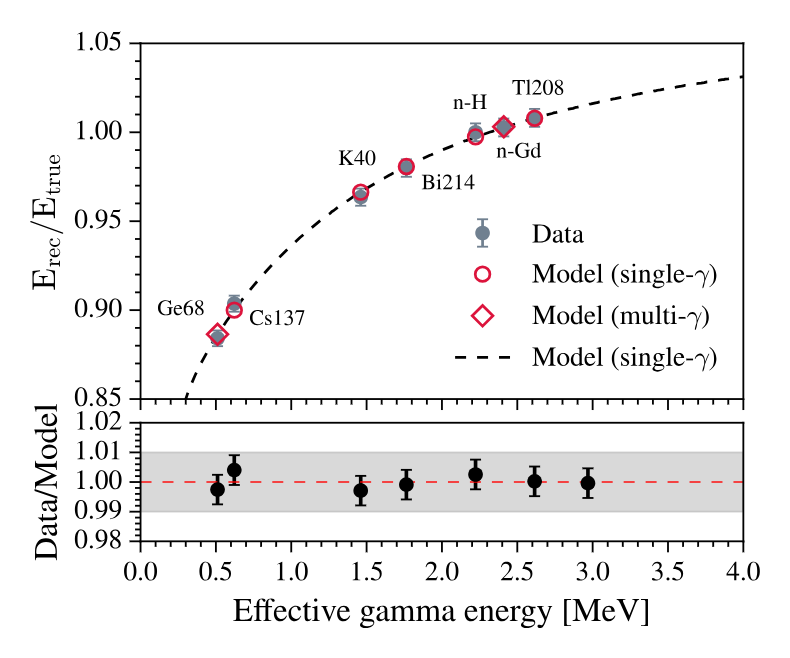 1.05
1.00
0.95
0.90
0.85
E_rec/E_true
Tl208
n-H
n-Gd
K40
Bi214
Ge68
Cs137
Data
Model (single-γ)
Model (multi-γ)
Model (single-γ)
1.02
1.01
1.00
0.99
0.98
Data/Model
0.0 0.5 1.0 1.5 2.0 2.5 3.0 3.5 4.0
Effective gamma energy [MeV]